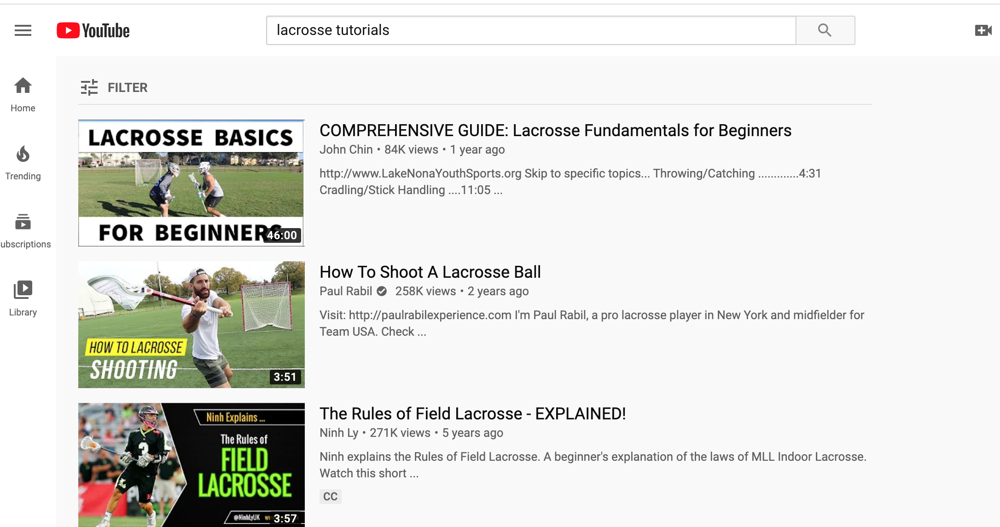 YouTube
lacrosse tutorials
FILTER
Home
Trending
ubscriptions
Library
LACROSSE BASICS
FOR BEGINNERS
46:00
COMPREHENSIVE GUIDE: Lacrosse Fundamentals for Beginners
John Chin • 84K views • 1 year ago
http://www.LakeNonaYouthSports.org Skip to specific topics... Throwing/Catching .............4:31
Cradling/Stick Handling ....11:05 ...
HOW TO LACROSSE
SHOOTING
3:51
How To Shoot A Lacrosse Ball
Paul Rabil 258K views • 2 years ago
Visit: http://paulrabilexperience.com I'm Paul Rabil, a pro lacrosse player in New York and midfielder for
Team USA. Check ...
Ninh Explains ...
The Rules of
FIELD
LACROSSE
3
@NinhLyUK
3:57
The Rules of Field Lacrosse - EXPLAINED!
Ninh Ly • 271K views • 5 years ago
Ninh explains the Rules of Field Lacrosse. A beginner's explanation of the laws of MLL Indoor Lacrosse.
Watch this short ...
CC